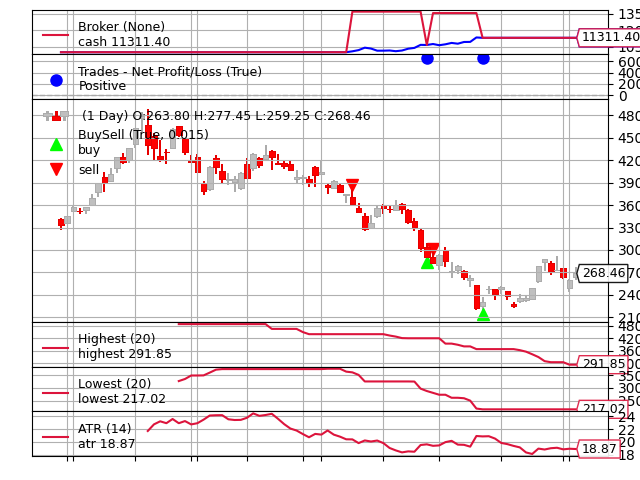 Broker (None)
cash 11311.40
11311.40
Trades - Net Profit/Loss (True)
Positive
600
400
200
0
(1 Day) O:263.80 H:277.45 L:259.25 C:268.46
BuySell (True, 0.015)
buy
sell
480
450
420
390
360
330
300
268.46
240
210
Highest (20)
highest 291.85
480
420
360
291.85
Lowest (20)
lowest 217.02
350
300
250
217.02
ATR (14)
atr 18.87
24
22
20
18.87
18